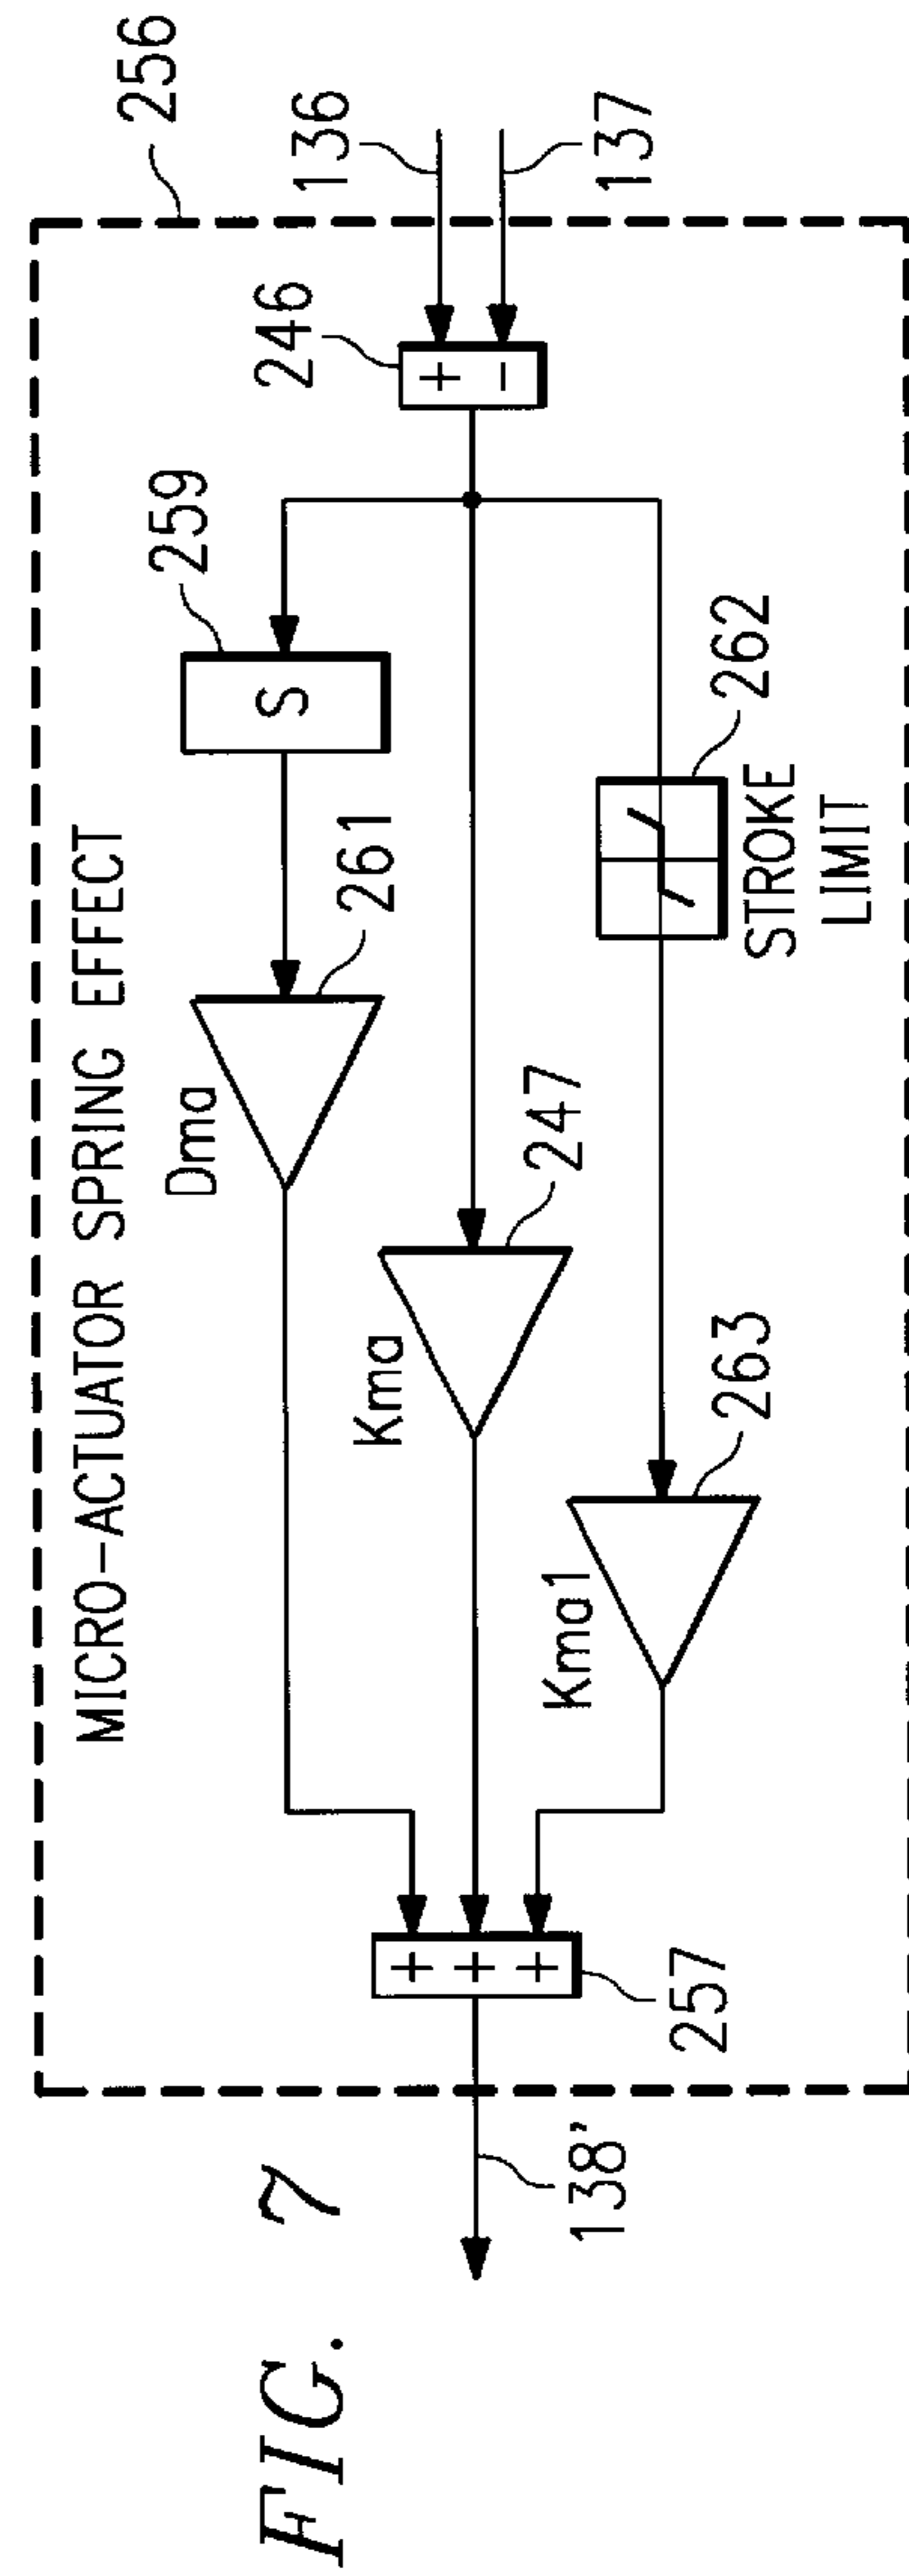 256
MICRO-ACTUATOR SPRING EFFECT
259
S
261
Dma
246
+
−
136
137
247
Kma
262
STROKE
LIMIT
263
Kma1
+
+
+
257
138'
FIG. 7